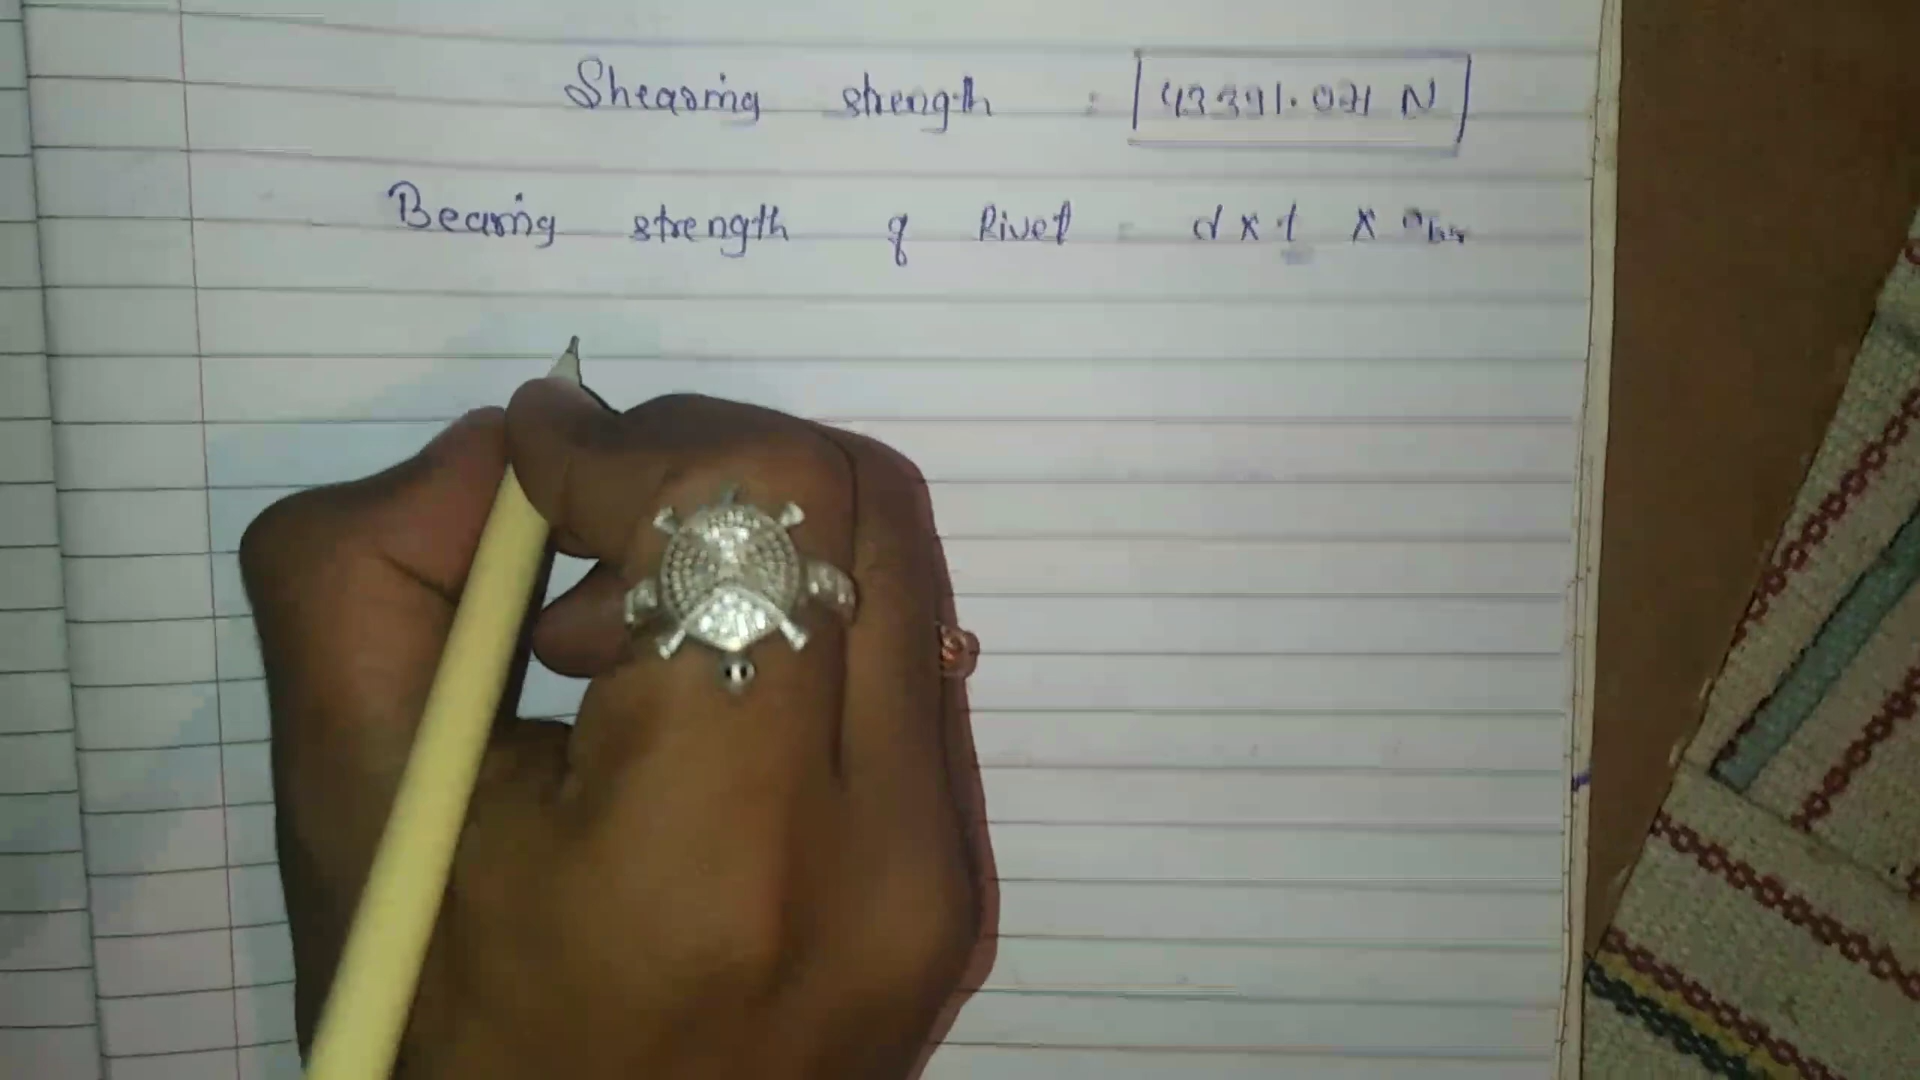 Shearing strength : 43391.071 N
Bearing strength of Rivet = d x t x σbr